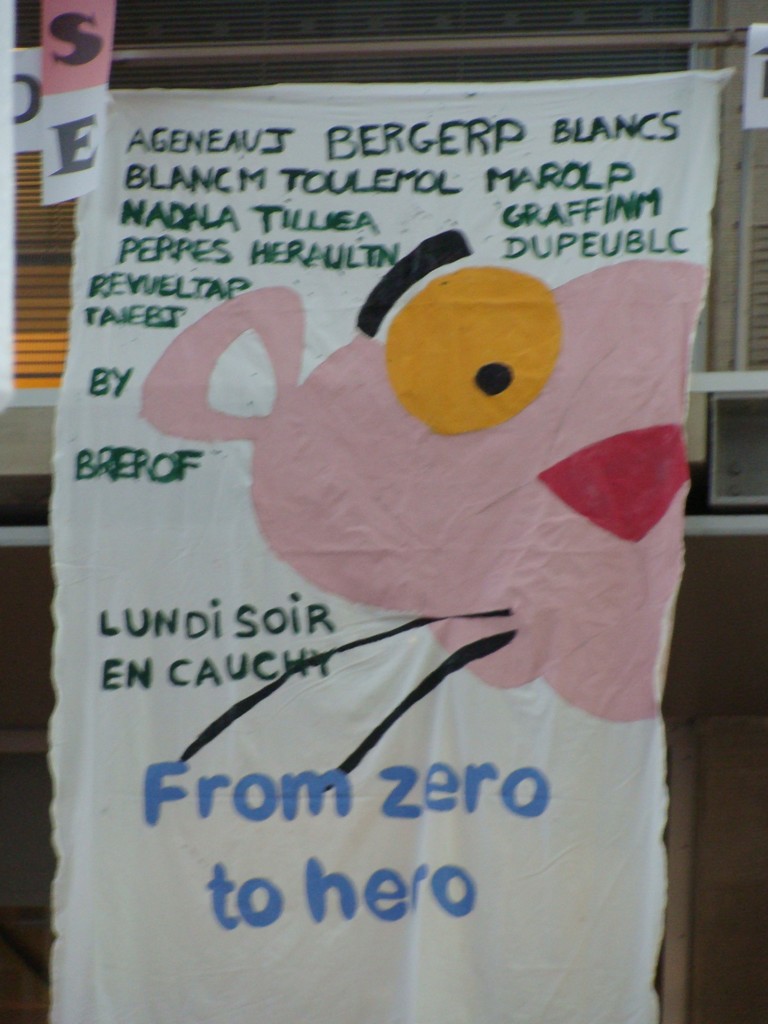 S
E
AGENEAUJ BERGERP BLANCS
BLANCM TOULEMOL MAROLP
NADALA TILLIEA GRAFFINM
PERRES HERAULTN DUPEUBLC
REVUELTAP
TAIEBT
BY
BREROF
LUNDI SOIR
EN CAUCHY
From zero
to hero